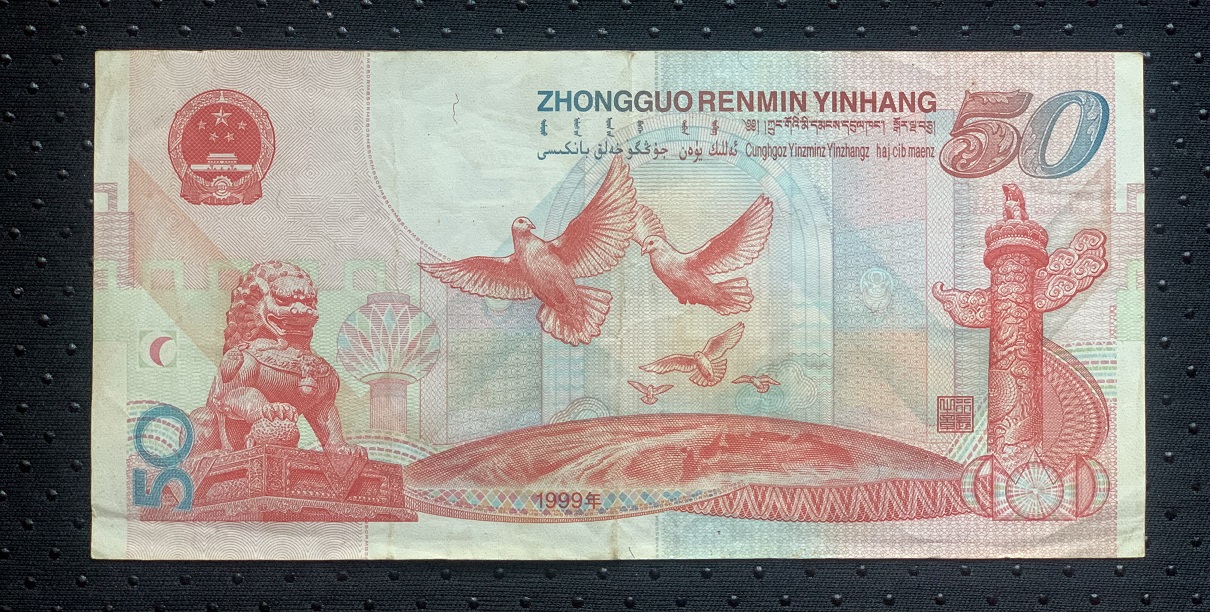 ZHONGGUO RENMIN YINHANG
50
ئەللىك يۈەن جۇڭگو خەلق بانكىسى
Cunghgoz Yinzminz Yinzhangz haj cib maenz
50
1999年